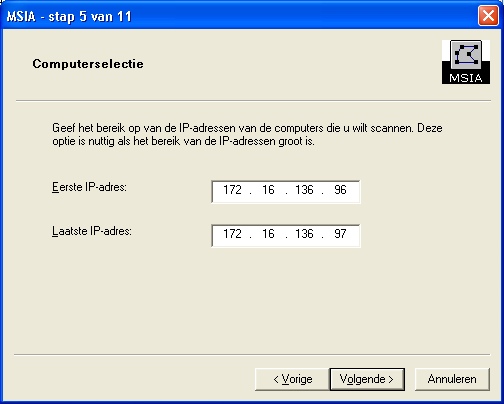 MSIA - stap 5 van 11
Computerselectie
MSIA
Geef het bereik op van de IP-adressen van de computers die u wilt scannen. Deze
optie is nuttig als het bereik van de IP-adressen groot is.
Eerste IP-adres: 172 . 16 . 136 . 96
Laatste IP-adres: 172 . 16 . 136 . 97
< Vorige Volgende > Annuleren